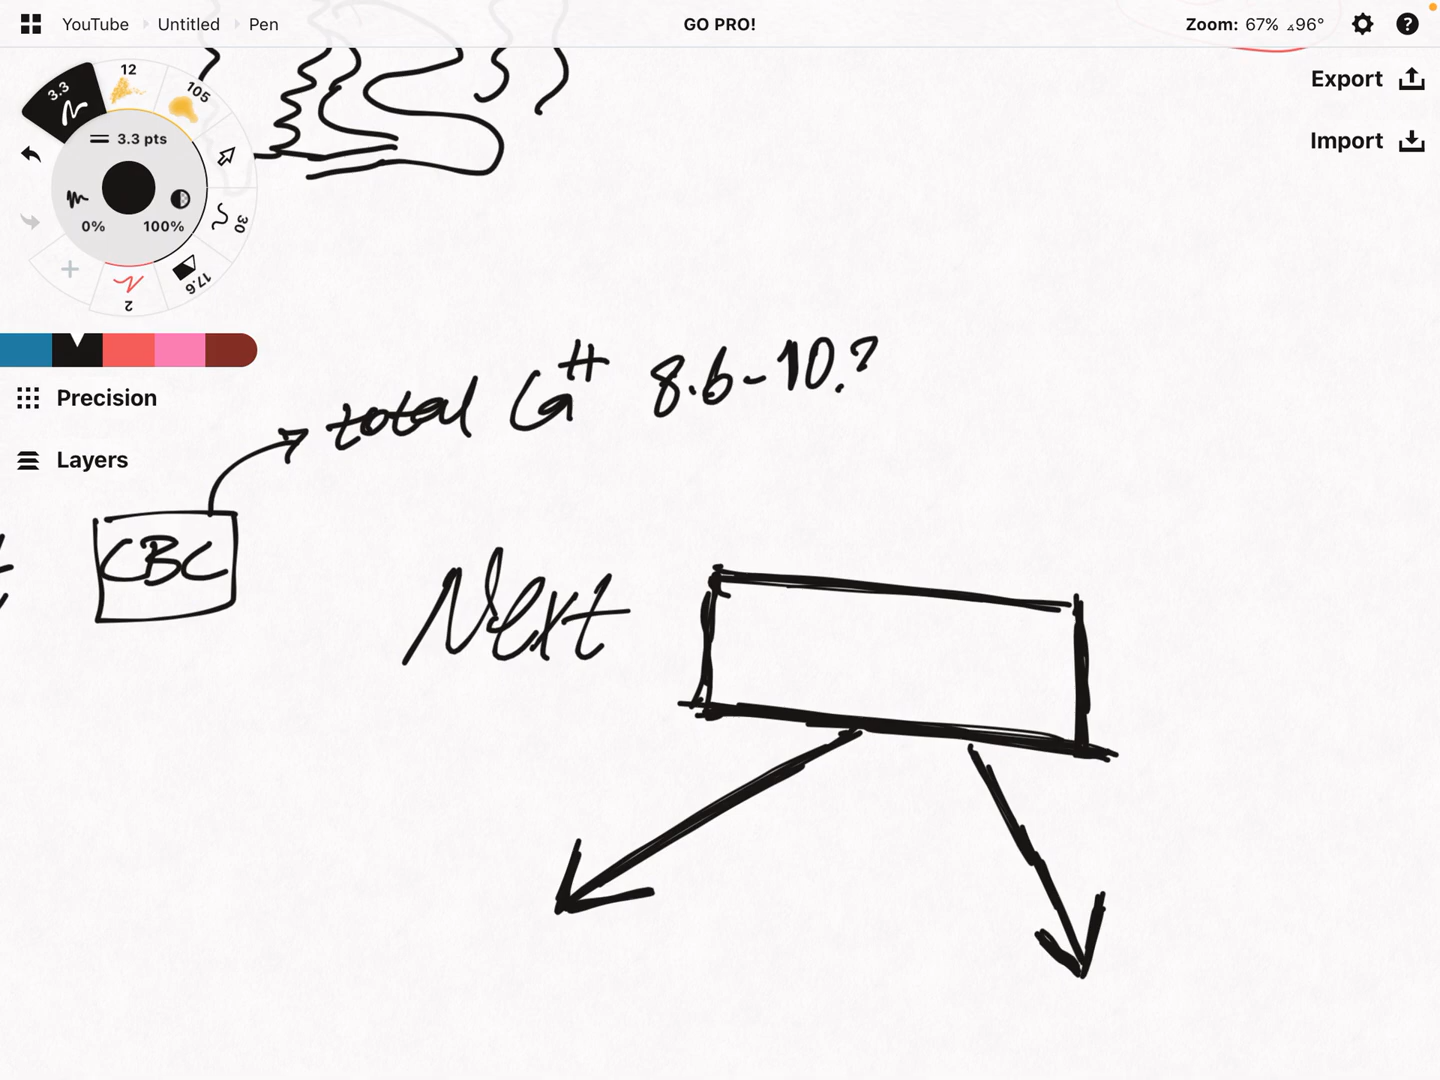 YouTube Untitled Pen
GO PRO!
Zoom: 67% ⦟96°
Export
Import
3.3
12
105
3.3 pts
0% 100%
30
17.6
2
Precision
Layers
total Ca++ 8.6-10.?
CBC
Next